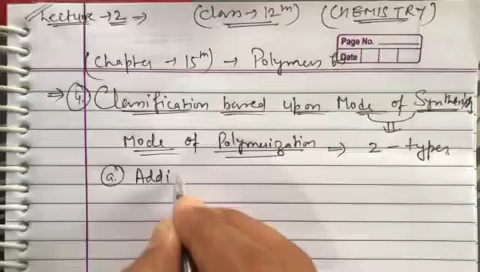 Lecture → 2 (Class → 12th) (CHEMISTRY)
Page No.
Date
(Chapter → 15th) → Polymers
⇒ 4. Classification based upon Mode of Synthesis
Mode of Polymerization → 2 - types
(a.) Addi